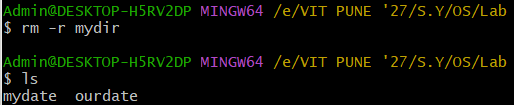 Admin@DESKTOP-H5RV2DP MINGW64 /e/VIT PUNE '27/S.Y/OS/Lab
$ rm -r mydir
Admin@DESKTOP-H5RV2DP MINGW64 /e/VIT PUNE '27/S.Y/OS/Lab
$ ls
mydate  ourdate